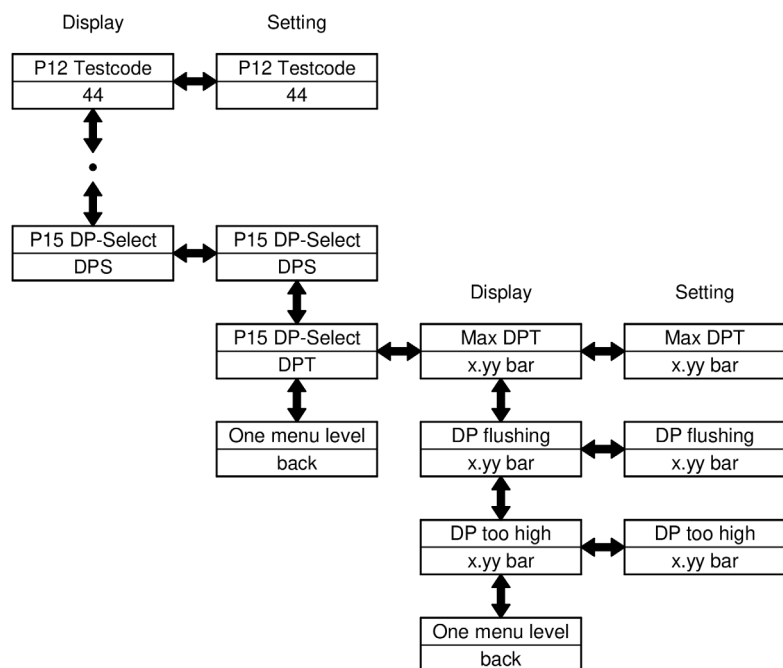 Display Setting
P12 Testcode P12 Testcode
44 44
P15 DP-Select P15 DP-Select
DPS DPS
Display Setting
P15 DP-Select Max DPT Max DPT
DPT x.yy bar x.yy bar
One menu level DP flushing DP flushing
back x.yy bar x.yy bar
DP too high DP too high
x.yy bar x.yy bar
One menu level
back